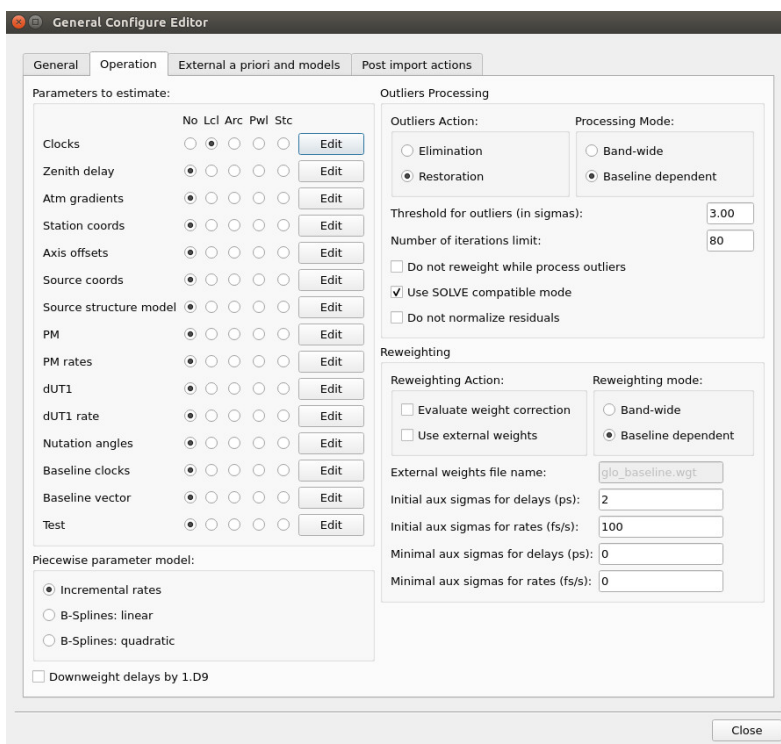 General Configure Editor
General Operation External a priori and models Post import actions
Parameters to estimate:
No Lcl Arc Pwl Stc
Clocks Edit
Zenith delay Edit
Atm gradients Edit
Station coords Edit
Axis offsets Edit
Source coords Edit
Source structure model Edit
PM Edit
PM rates Edit
dUT1 Edit
dUT1 rate Edit
Nutation angles Edit
Baseline clocks Edit
Baseline vector Edit
Test Edit
Piecewise parameter model:
Incremental rates
B-Splines: linear
B-Splines: quadratic
Downweight delays by 1.D9
Outliers Processing
Outliers Action: Processing Mode:
Elimination Band-wide
Restoration Baseline dependent
Threshold for outliers (in sigmas): 3.00
Number of iterations limit: 80
Do not reweight while process outliers
Use SOLVE compatible mode
Do not normalize residuals
Reweighting
Reweighting Action: Reweighting mode:
Evaluate weight correction Band-wide
Use external weights Baseline dependent
External weights file name: glo_baseline.wgt
Initial aux sigmas for delays (ps): 2
Initial aux sigmas for rates (fs/s): 100
Minimal aux sigmas for delays (ps): 0
Minimal aux sigmas for rates (fs/s): 0
Close